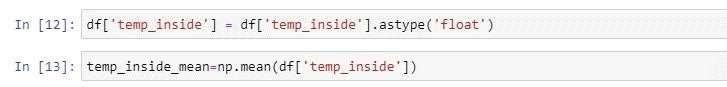 In [12]: df['temp_inside'] = df['temp_inside'].astype('float')
In [13]: temp_inside_mean=np.mean(df['temp_inside'])